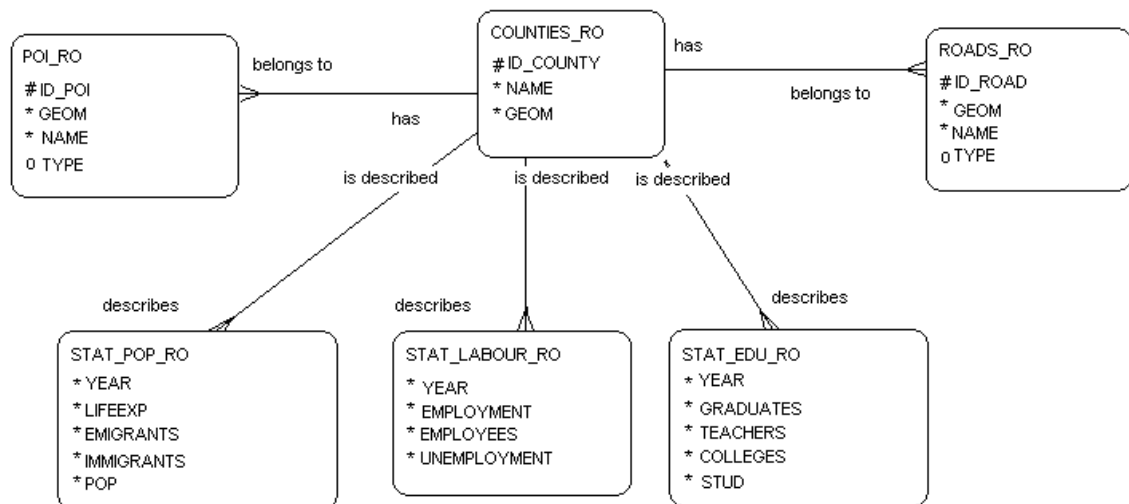 POI_RO
# ID_POI
* GEOM
* NAME
o TYPE
belongs to
has
COUNTIES_RO
# ID_COUNTY
* NAME
* GEOM
has
belongs to
ROADS_RO
# ID_ROAD
* GEOM
* NAME
o TYPE
is described
is described
is described
describes
describes
describes
STAT_POP_RO
* YEAR
* LIFEEXP
* EMIGRANTS
* IMMIGRANTS
* POP
STAT_LABOUR_RO
* YEAR
* EMPLOYMENT
* EMPLOYEES
* UNEMPLOYMENT
STAT_EDU_RO
* YEAR
* GRADUATES
* TEACHERS
* COLLEGES
* STUD